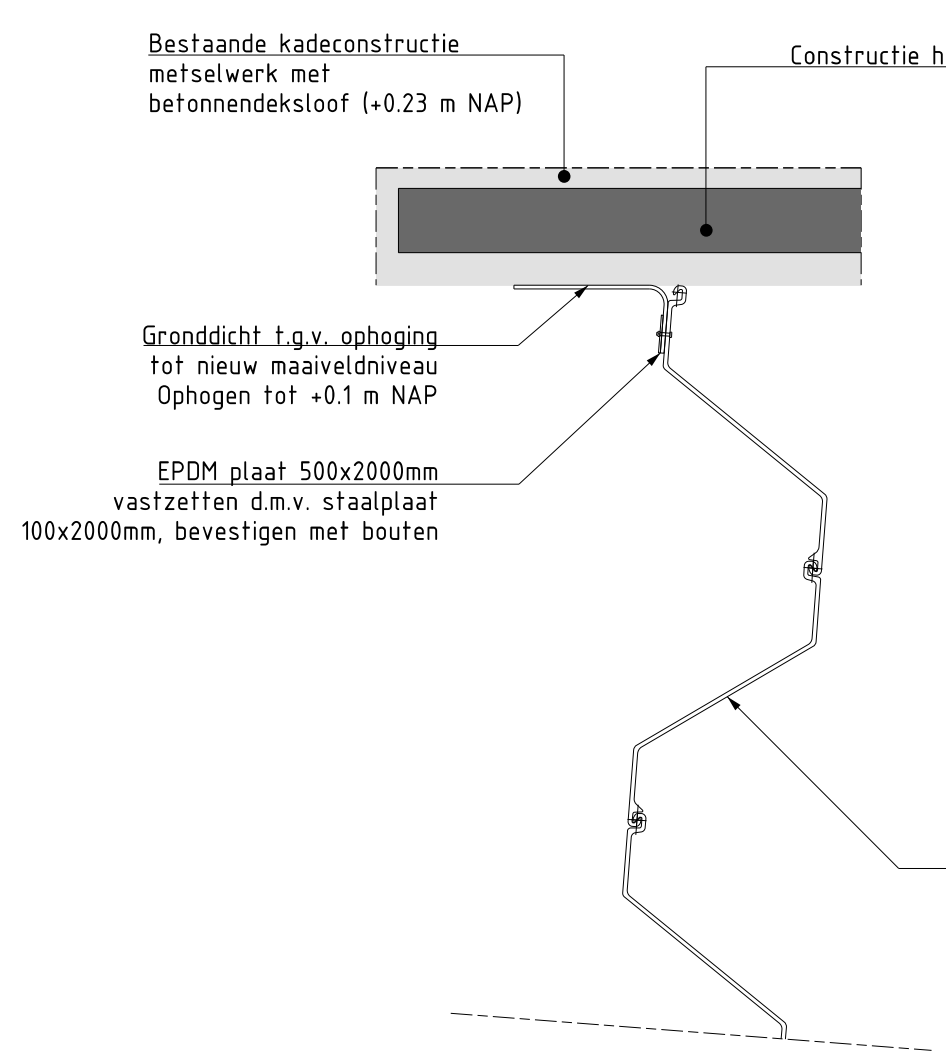 Bestaande kadeconstructie
metselwerk met
betonnendeksloof (+0.23 m NAP)
Constructie h
Gronddicht t.g.v. ophoging
tot nieuw maaiveldniveau
Ophogen tot +0.1 m NAP
EPDM plaat 500x2000mm
vastzetten d.m.v. staalplaat
100x2000mm, bevestigen met bouten